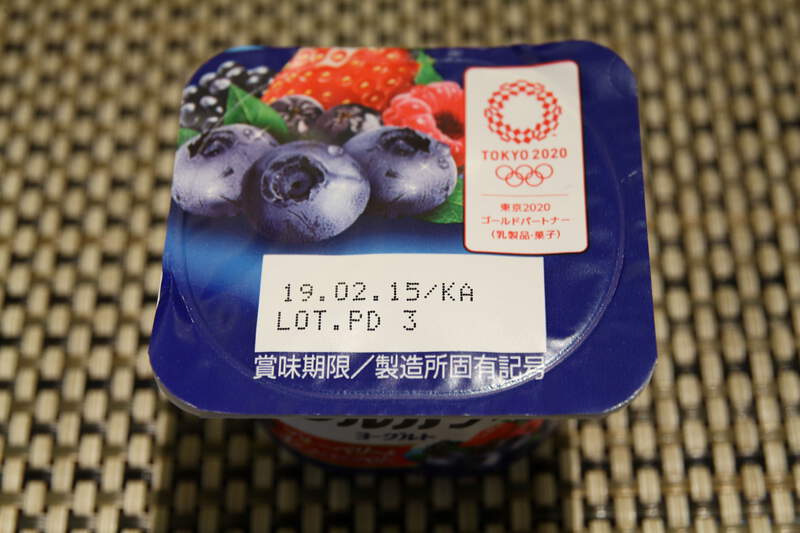 TOKYO 2020
東京2020
ゴールドパートナー
(乳製品・菓子)
19.02.15/KA
LOT.PD 3
賞味期限/製造所固有記号
ヨーグルト